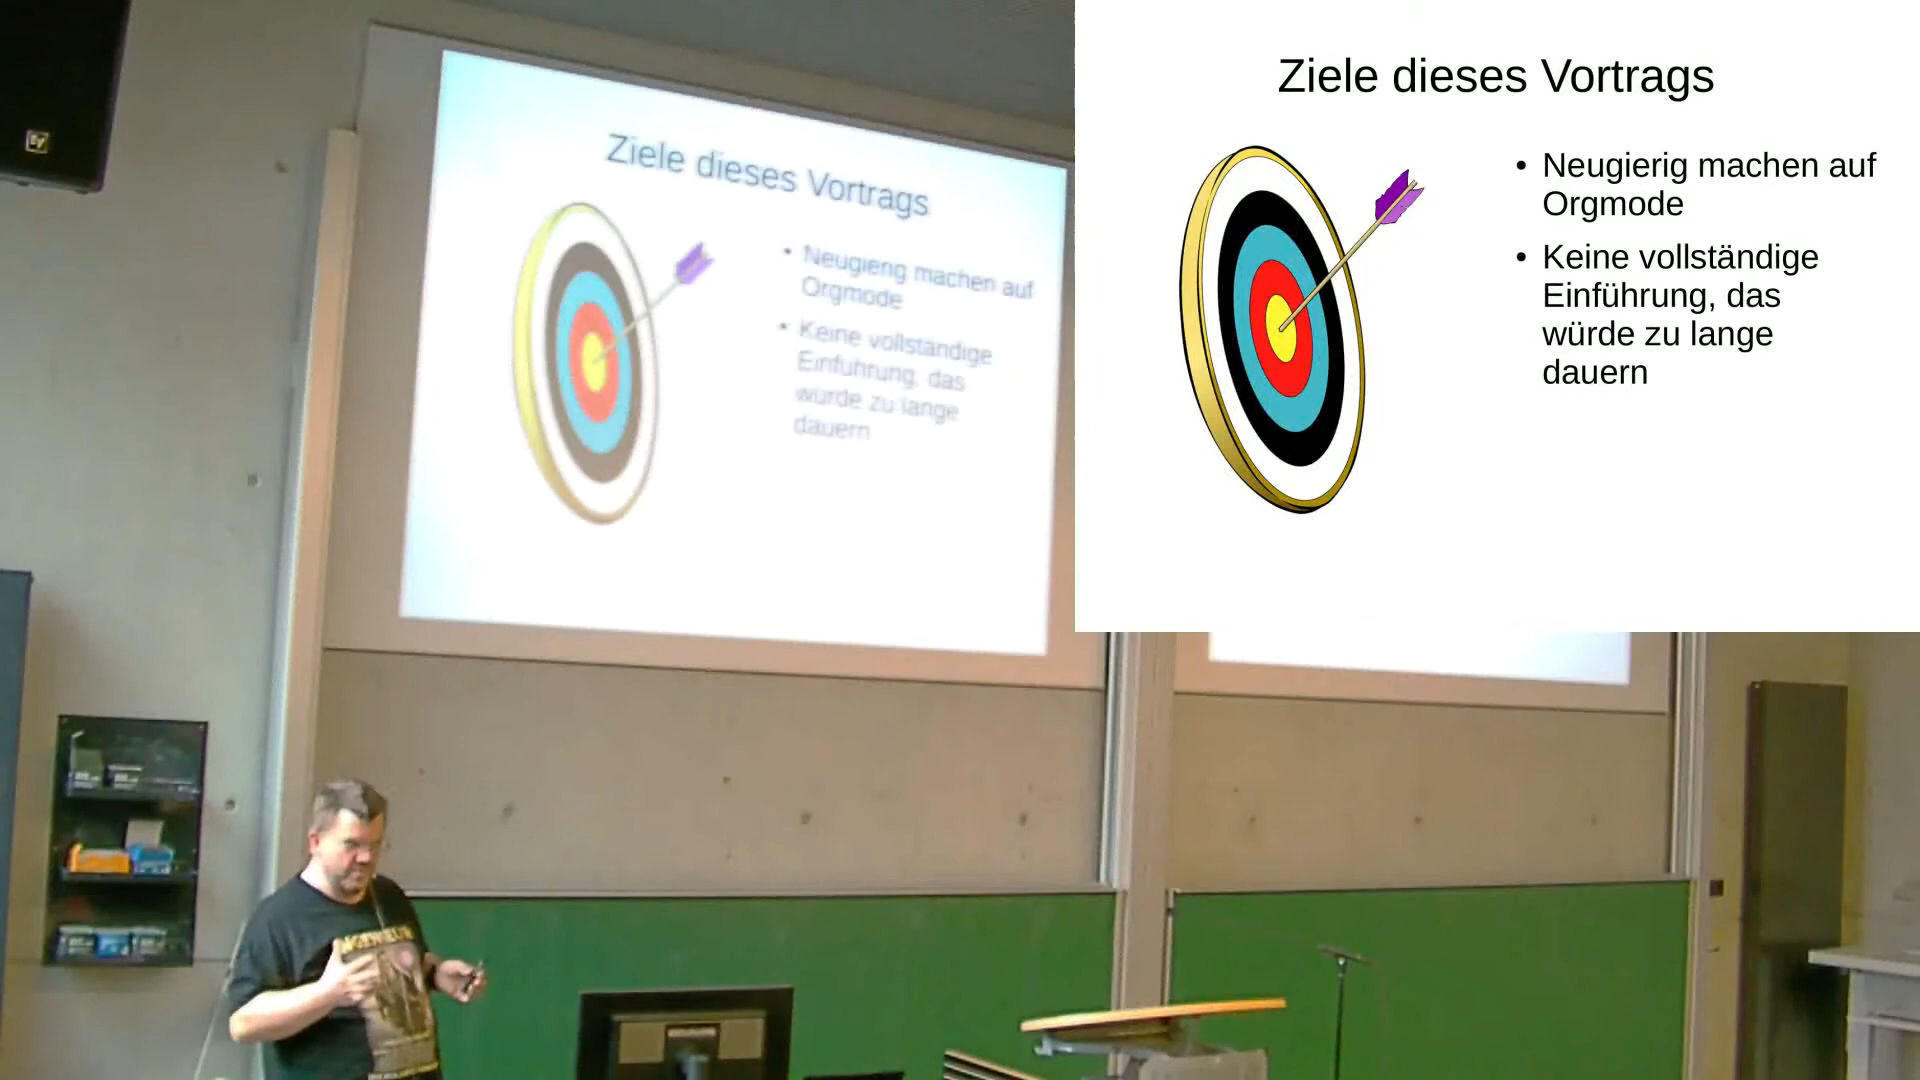 Ziele dieses Vortrags
• Neugierig machen auf
Orgmode
• Keine vollständige
Einführung, das
würde zu lange
dauern
Ziele dieses Vortrags
• Neugierig machen auf
Orgmode
• Keine vollständige
Einführung, das
würde zu lange
dauern
EV